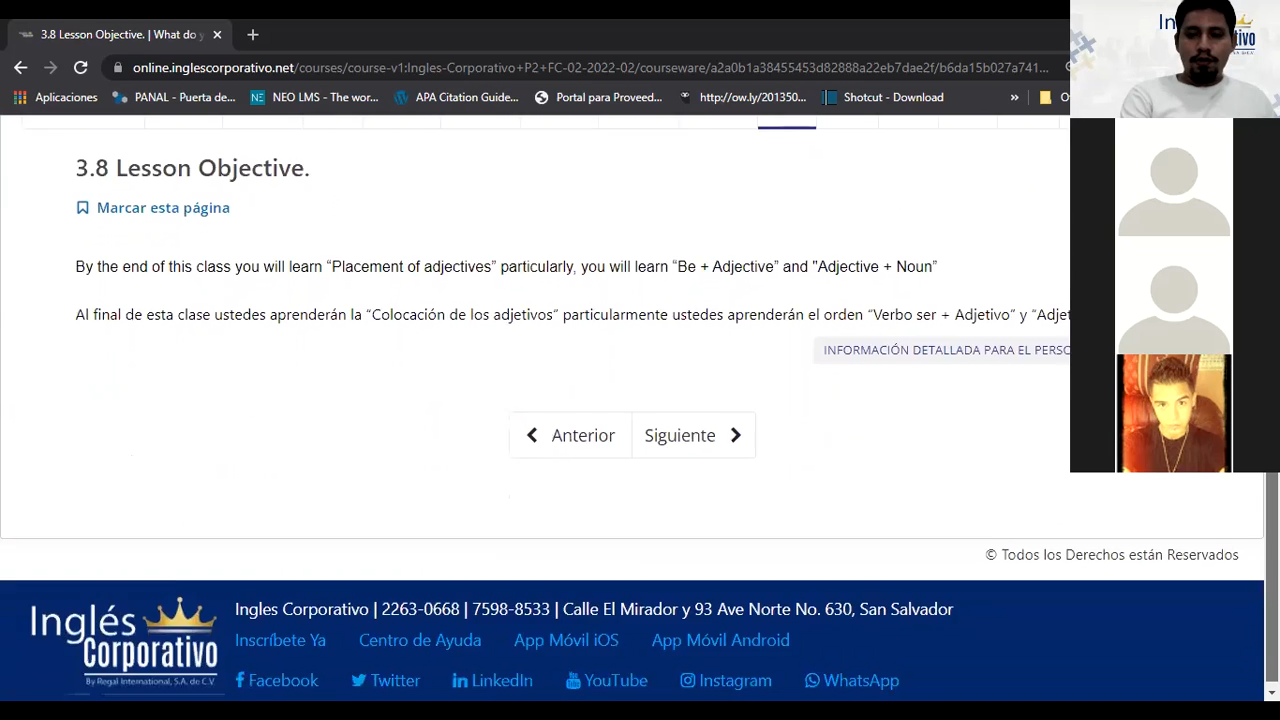 3.8 Lesson Objective. | What do y
online.inglescorporativo.net/courses/course-v1:Ingles-Corporativo+P2+FC-02-2022-02/courseware/a2a0b1a3845545b382888a22eb7dae2f/b6da15b027a741...
Aplicaciones
PANAL - Puerta de...
NEO LMS - The wor...
APA Citation Guide...
Portal para Proveed...
http://ow.ly/201350...
Shotcut - Download
»
3.8 Lesson Objective.
Marcar esta página
By the end of this class you will learn “Placement of adjectives” particularly, you will learn “Be + Adjective” and "Adjective + Noun”
Al final de esta clase ustedes aprenderán la “Colocación de los adjetivos” particularmente ustedes aprenderán el orden “Verbo ser + Adjetivo” y “Adjet
INFORMACIÓN DETALLADA PARA EL PERSO
Anterior
Siguiente
© Todos los Derechos están Reservados
Inglés
Corporativo
By Regal International, S.A. de C.V
Ingles Corporativo | 2263-0668 | 7598-8533 | Calle El Mirador y 93 Ave Norte No. 630, San Salvador
Inscríbete Ya
Centro de Ayuda
App Móvil iOS
App Móvil Android
Facebook
Twitter
LinkedIn
YouTube
Instagram
WhatsApp